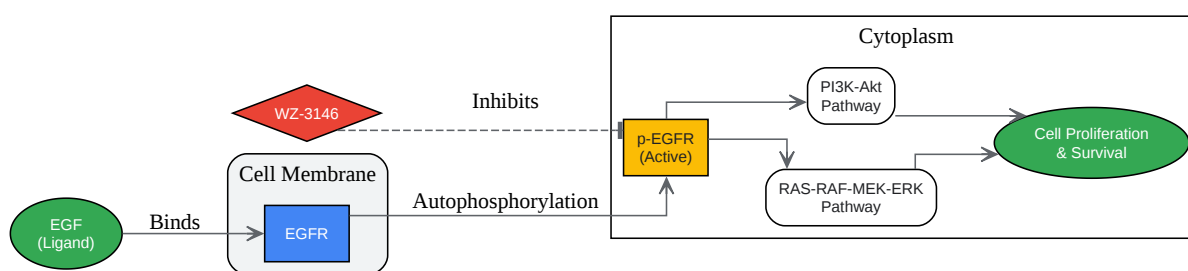 Cytoplasm
WZ-3146
Inhibits
PI3K-Akt
Pathway
p-EGFR
(Active)
Cell Proliferation
& Survival
Cell Membrane
RAS-RAF-MEK-ERK
Pathway
Autophosphorylation
EGF
(Ligand)
Binds
EGFR